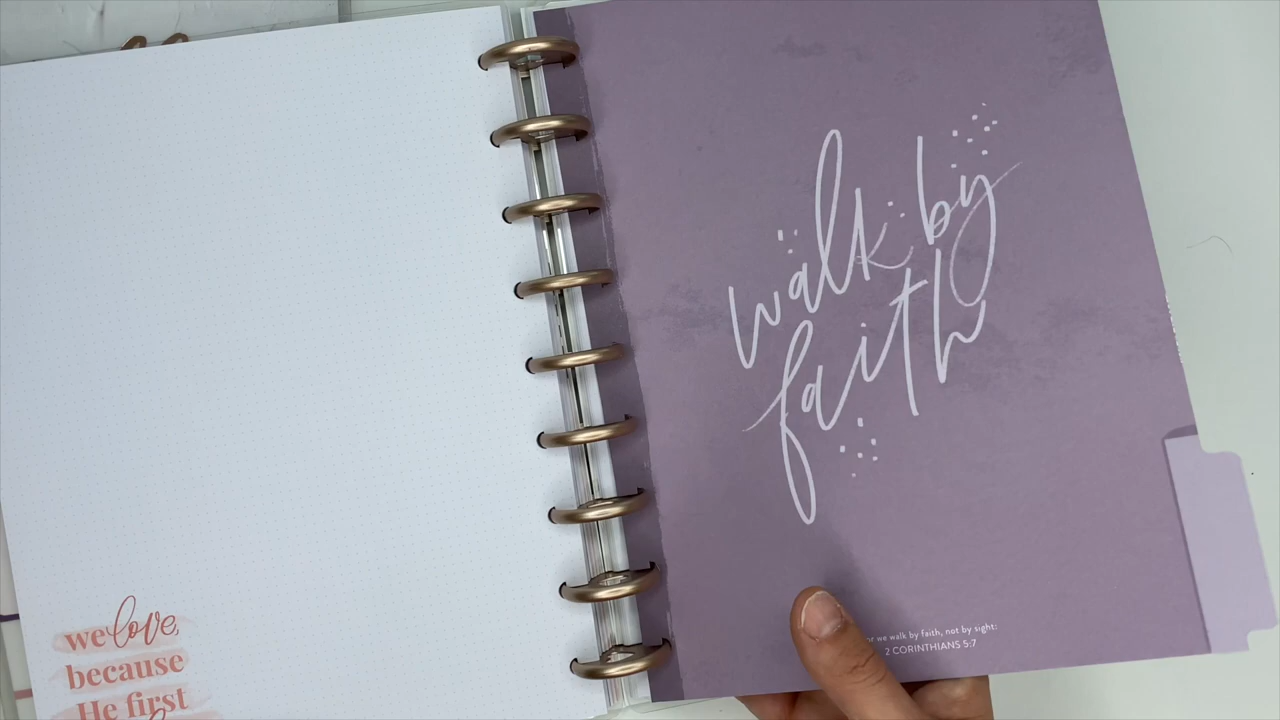 we love,
because
He first
walk by
faith
we walk by faith, not by sight:
2 CORINTHIANS 5:7